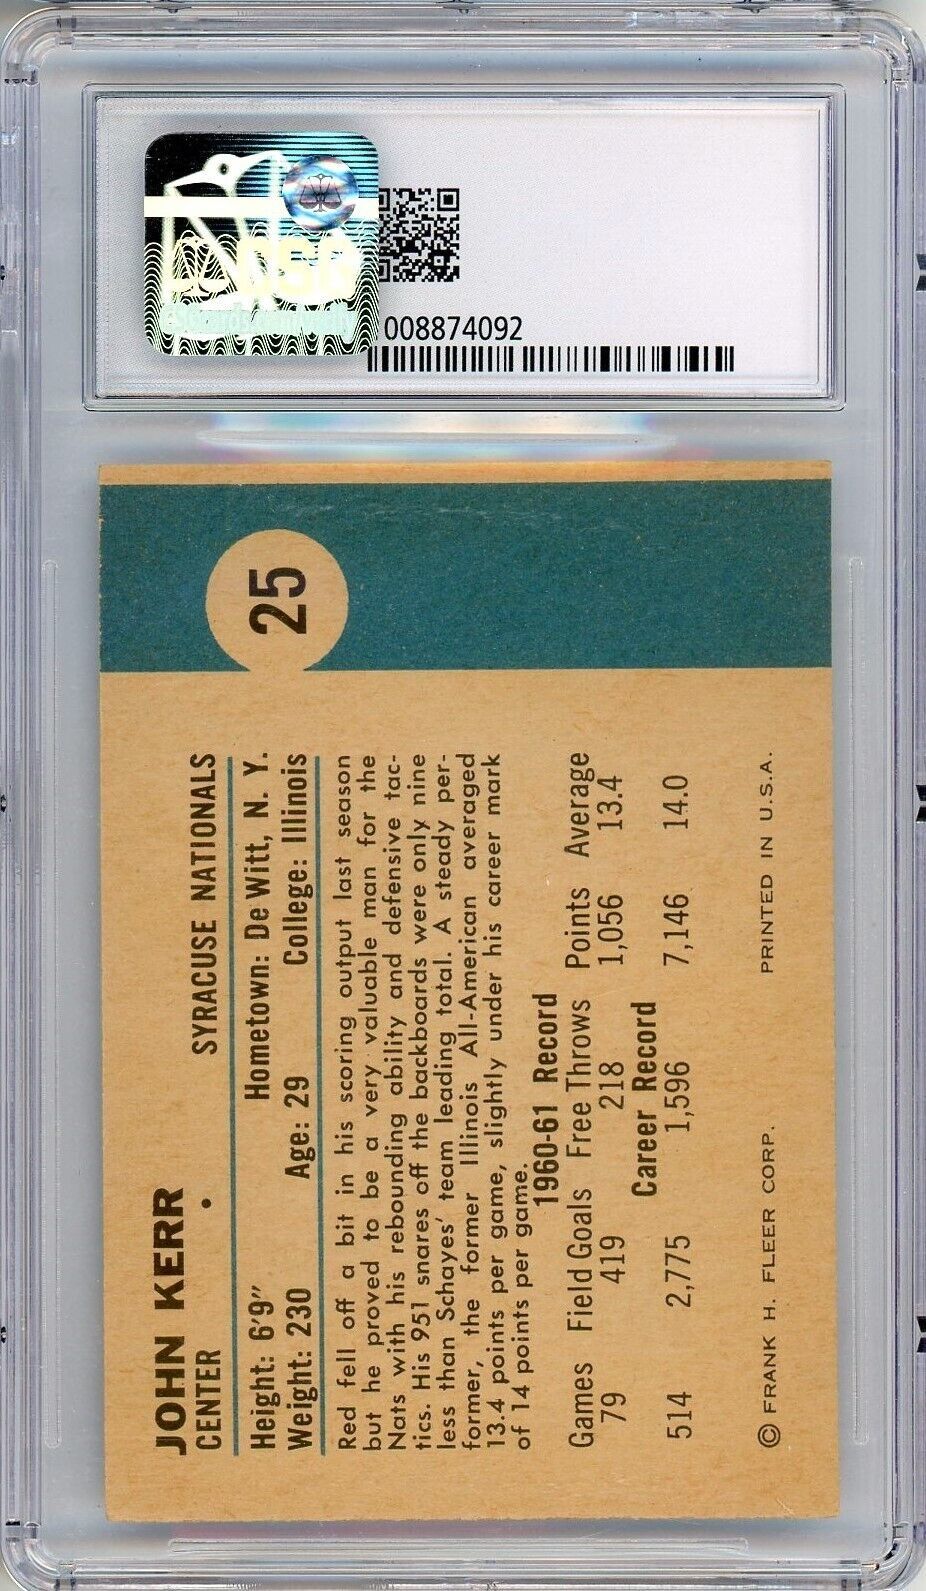 CSG
008874092
25
JOHN KERR
CENTER • SYRACUSE NATIONALS
Height: 6'9" Hometown: De Witt, N. Y.
Weight: 230 Age: 29 College: Illinois
Red fell off a bit in his scoring output last season
but he proved to be a very valuable man for the
Nats with his rebounding ability and defensive tac-
tics. His 951 snares off the backboards were only nine
less than Schayes' team leading total. A steady per-
former, the former Illinois All-American averaged
13.4 points per game, slightly under his career mark
of 14 points per game.
1960-61 Record
Games Field Goals Free Throws Points Average
79 419 218 1,056 13.4
Career Record
514 2,775 1,596 7,146 14.0
© FRANK H. FLEER CORP. PRINTED IN U.S.A.